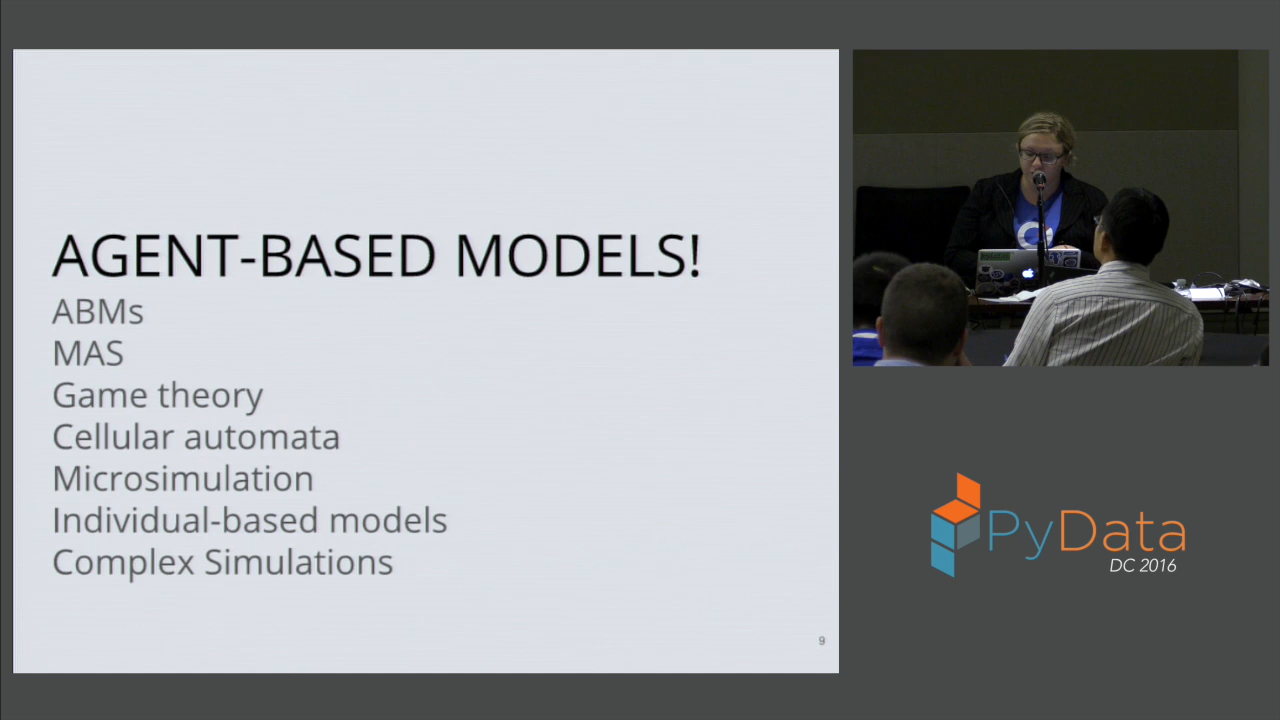 AGENT-BASED MODELS!
ABMs
MAS
Game theory
Cellular automata
Microsimulation
Individual-based models
Complex Simulations
9
PyData
DC 2016